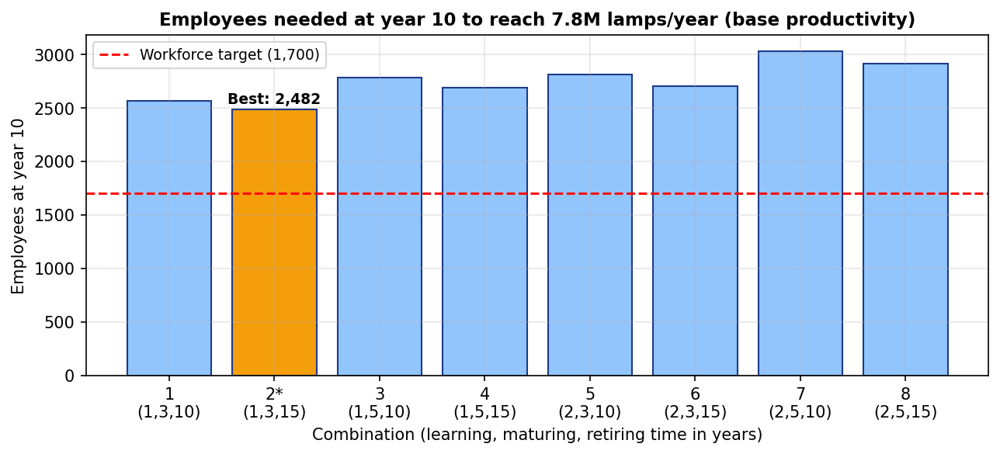 Employees needed at year 10 to reach 7.8M lamps/year (base productivity)
Workforce target (1,700)
Best: 2,482
Employees at year 10
3000
2500
2000
1500
1000
500
0
1 2* 3 4 5 6 7 8
(1,3,10) (1,3,15) (1,5,10) (1,5,15) (2,3,10) (2,3,15) (2,5,10) (2,5,15)
Combination (learning, maturing, retiring time in years)